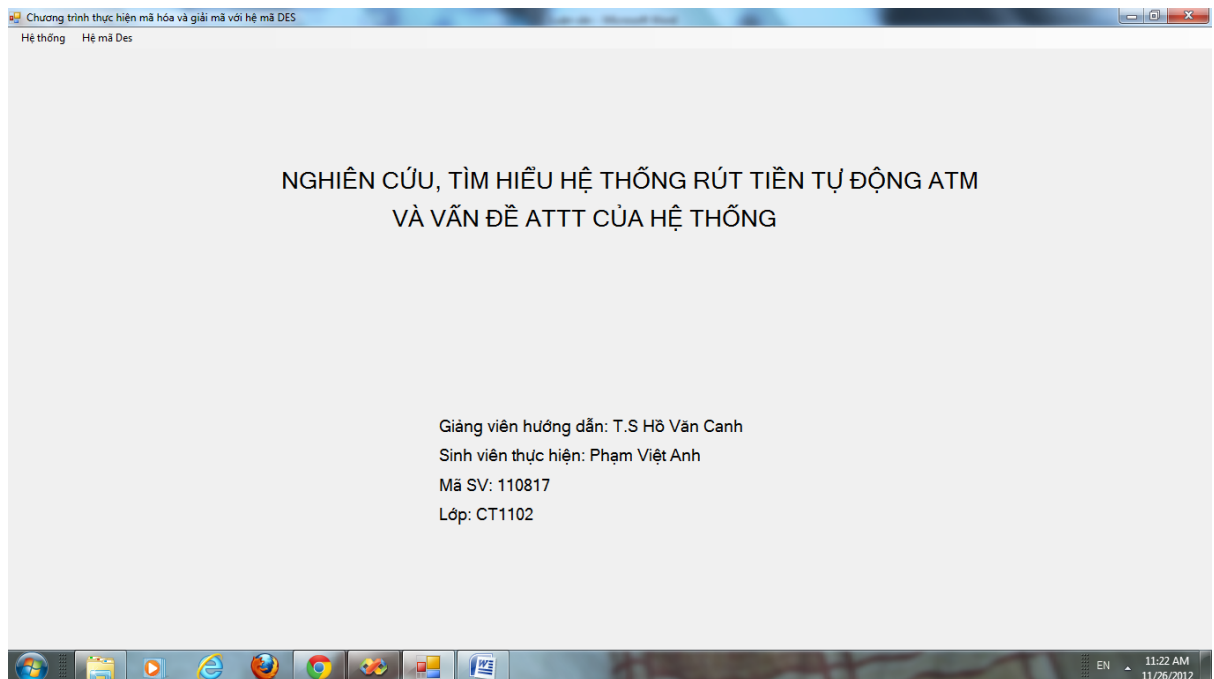 Chương trình thực hiện mã hóa và giải mã với hệ mã DES
Hệ thống Hệ mã Des
NGHIÊN CỨU, TÌM HIỂU HỆ THỐNG RÚT TIỀN TỰ ĐỘNG ATM
VÀ VẤN ĐỀ ATTT CỦA HỆ THỐNG
Giảng viên hướng dẫn: T.S Hồ Văn Canh
Sinh viên thực hiện: Phạm Việt Anh
Mã SV: 110817
Lớp: CT1102
EN
11:22 AM
11/26/2012